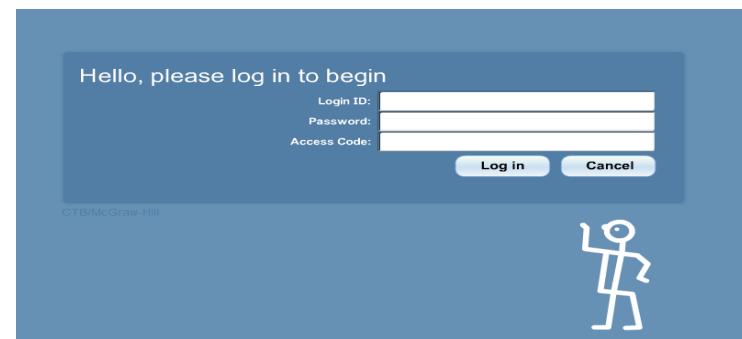 Hello, please log in to begin
Login ID:
Password:
Access Code:
Log in Cancel
CTB/McGraw-Hill